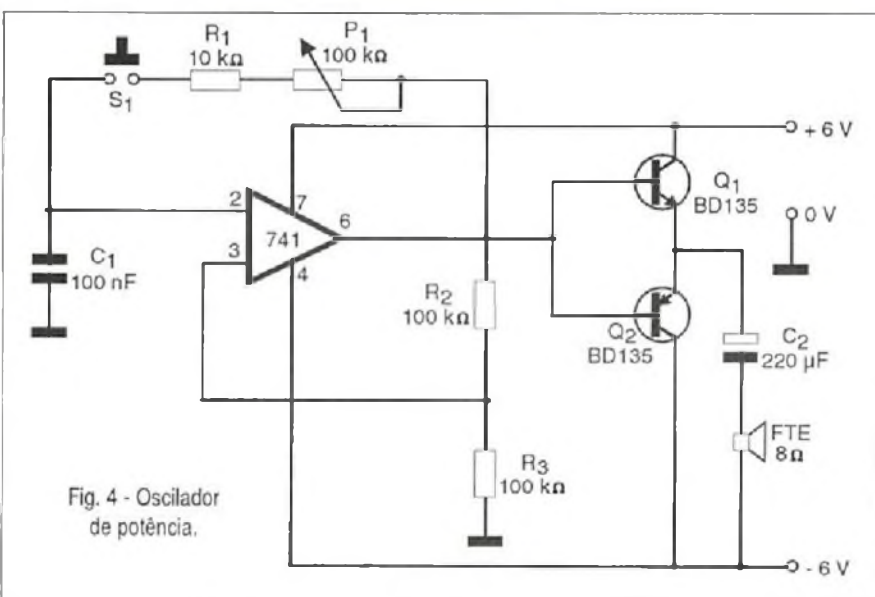 R1
10 kΩ
P1
100 kΩ
S1
+ 6 V
2
7
6
741
3
4
Q1
BD135
0 V
C1
100 nF
R2
100 kΩ
Q2
BD135
C2
220 µF
FTE
8Ω
R3
100 kΩ
Fig. 4 - Oscilador
de potência.
- 6 V